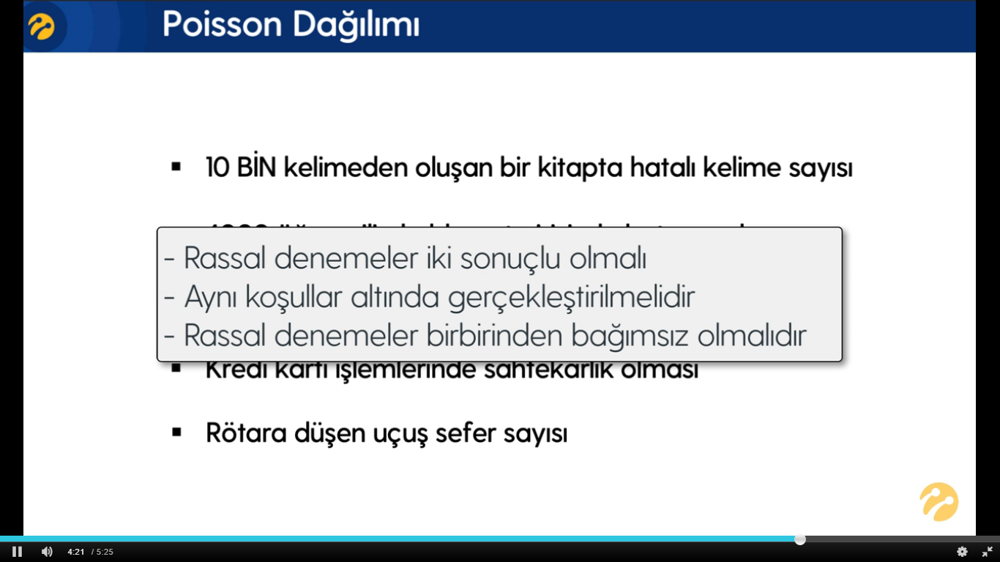 Poisson Dağılımı
▪ 10 BİN kelimeden oluşan bir kitapta hatalı kelime sayısı
- Rassal denemeler iki sonuçlu olmalı
- Aynı koşullar altında gerçekleştirilmelidir
- Rassal denemeler birbirinden bağımsız olmalıdır
▪ Kredi kartı işlemlerinde sahtekarlık olması
▪ Rötara düşen uçuş sefer sayısı
4:21 / 5:25